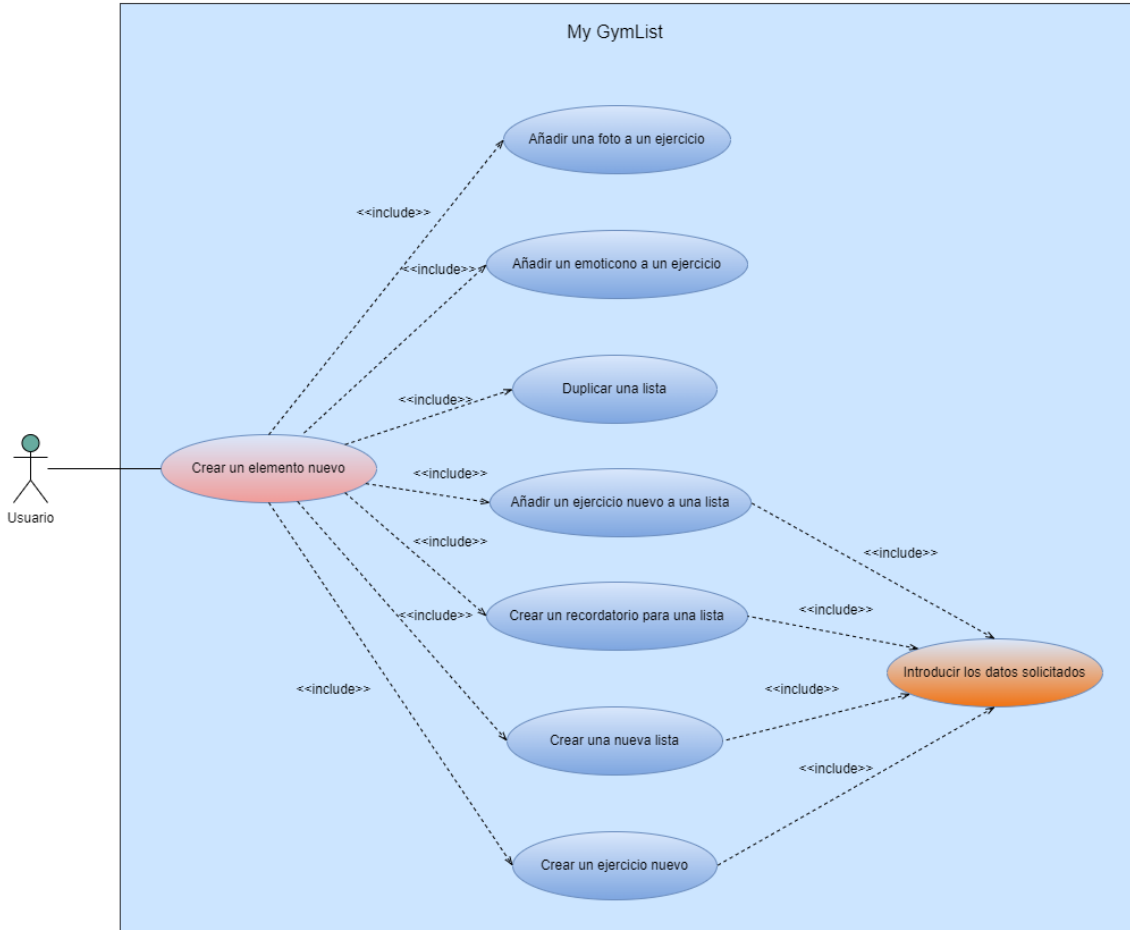 My GymList
Añadir una foto a un ejercicio
<<include>>
<<include>>
Añadir un emoticono a un ejercicio
Duplicar una lista
<<include>>
Crear un elemento nuevo
<<include>>
Añadir un ejercicio nuevo a una lista
Usuario
<<include>>
<<include>>
<<include>>
Crear un recordatorio para una lista
<<include>>
Introducir los datos solicitados
<<include>>
<<include>>
Crear una nueva lista
<<include>>
Crear un ejercicio nuevo